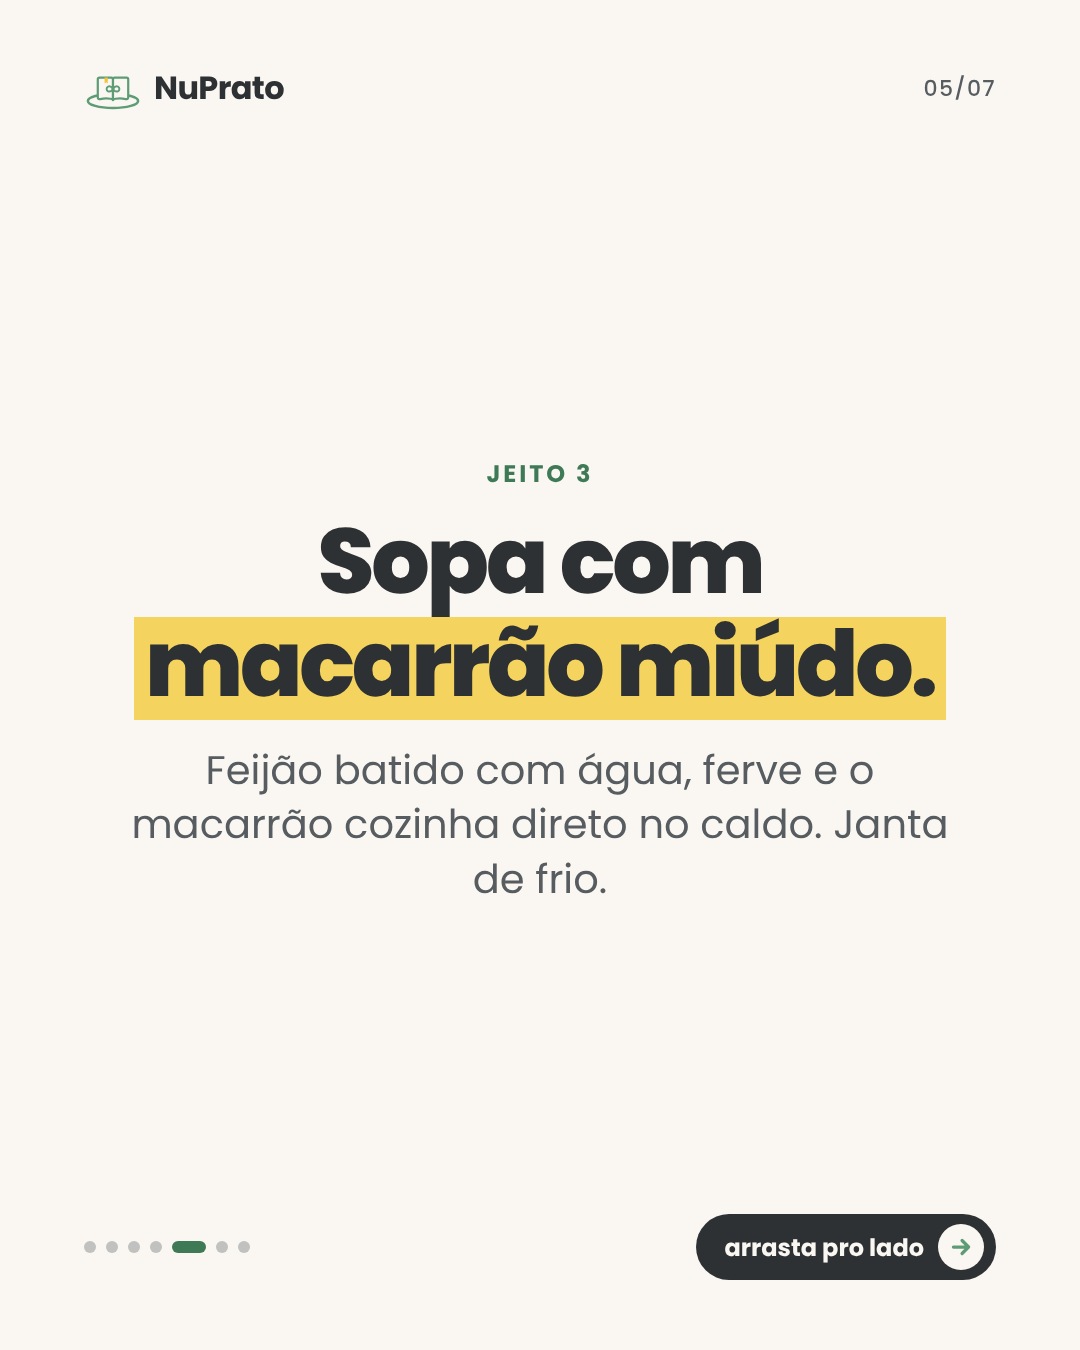 NuPrato
05/07
JEITO 3
Sopa com
macarrão miúdo.
Feijão batido com água, ferve e o
macarrão cozinha direto no caldo. Janta
de frio.
arrasta pro lado